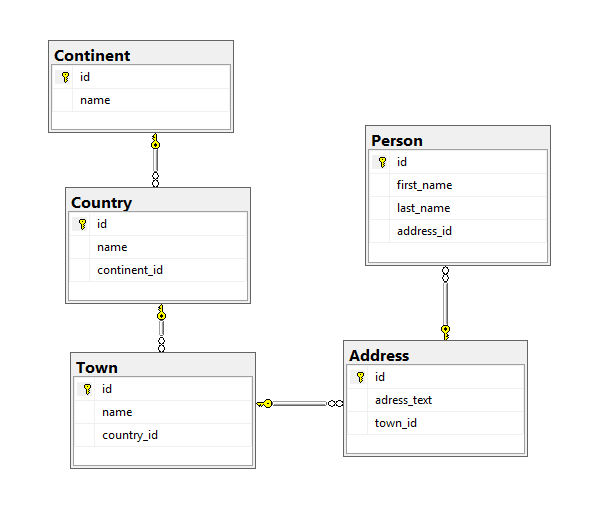 Continent
id
name
Country
id
name
continent_id
Town
id
name
country_id
Person
id
first_name
last_name
address_id
Address
id
adress_text
town_id